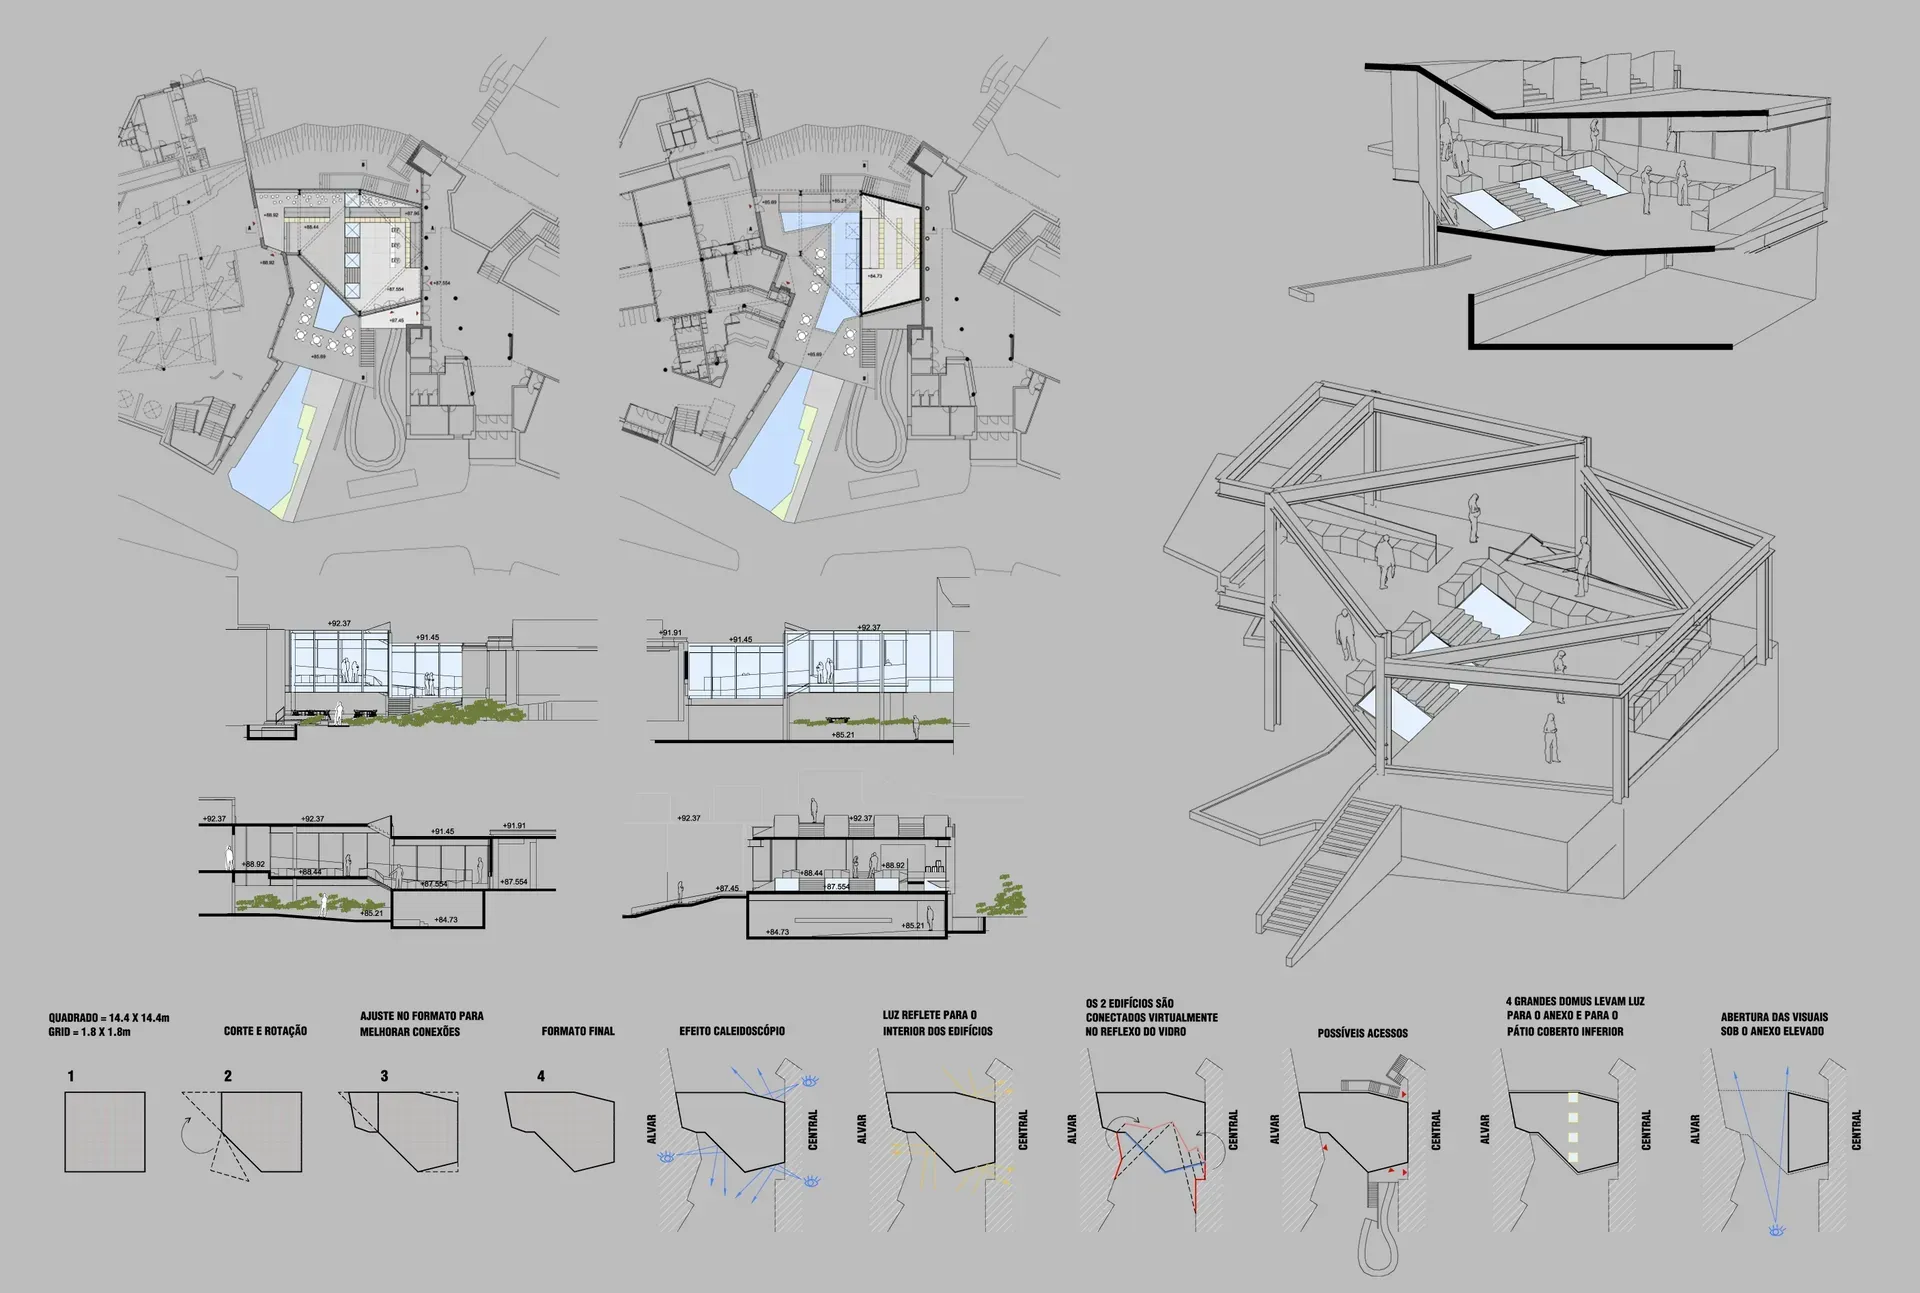 +88.92
+87.96
+88.44
+88.92
+87.554
+87.554
+87.45
+85.69
+85.69
+85.21
+84.73
+85.69
+92.37
+91.45
+91.91
+91.45
+92.37
+85.21
+92.37
+92.37
+91.45
+91.91
+88.92
+88.44
+87.554
+87.554
+85.21
+84.73
+92.37
+92.37
+88.44
+88.92
+87.554
+87.45
+84.73
+85.21
QUADRADO = 14.4 X 14.4m
GRID = 1.8 X 1.8m
1
CORTE E ROTAÇÃO
2
AJUSTE NO FORMATO PARA
MELHORAR CONEXÕES
3
FORMATO FINAL
4
EFEITO CALEIDOSCÓPIO
ALVAR
CENTRAL
LUZ REFLETE PARA O
INTERIOR DOS EDIFÍCIOS
ALVAR
CENTRAL
OS 2 EDIFÍCIOS SÃO
CONECTADOS VIRTUALMENTE
NO REFLEXO DO VIDRO
ALVAR
CENTRAL
POSSÍVEIS ACESSOS
ALVAR
CENTRAL
4 GRANDES DOMUS LEVAM LUZ
PARA O ANEXO E PARA O
PÁTIO COBERTO INFERIOR
ALVAR
CENTRAL
ABERTURA DAS VISUAIS
SOB O ANEXO ELEVADO
ALVAR
CENTRAL